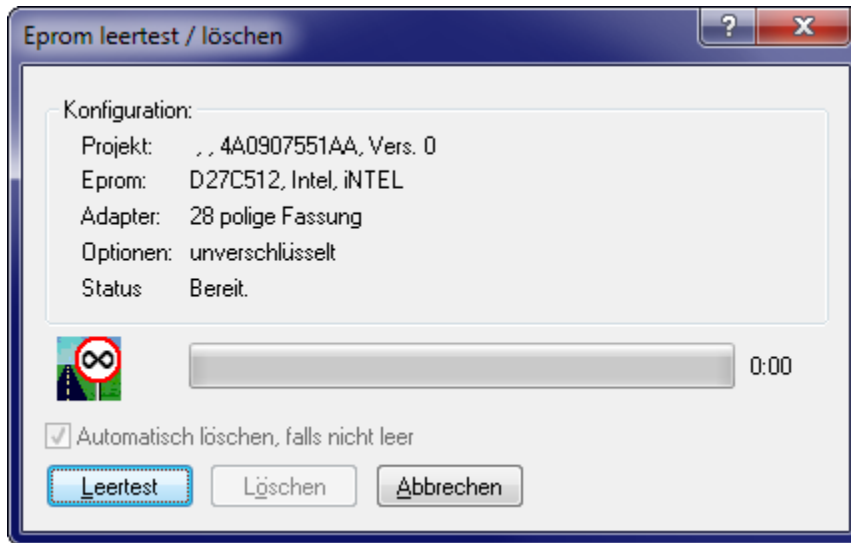 Eprom leertest / löschen
?
Konfiguration:
Projekt: , , 4A0907551AA, Vers. 0
Eprom: D27C512, Intel, iNTEL
Adapter: 28 polige Fassung
Optionen: unverschlüsselt
Status Bereit.
0:00
Automatisch löschen, falls nicht leer
Leertest Löschen Abbrechen